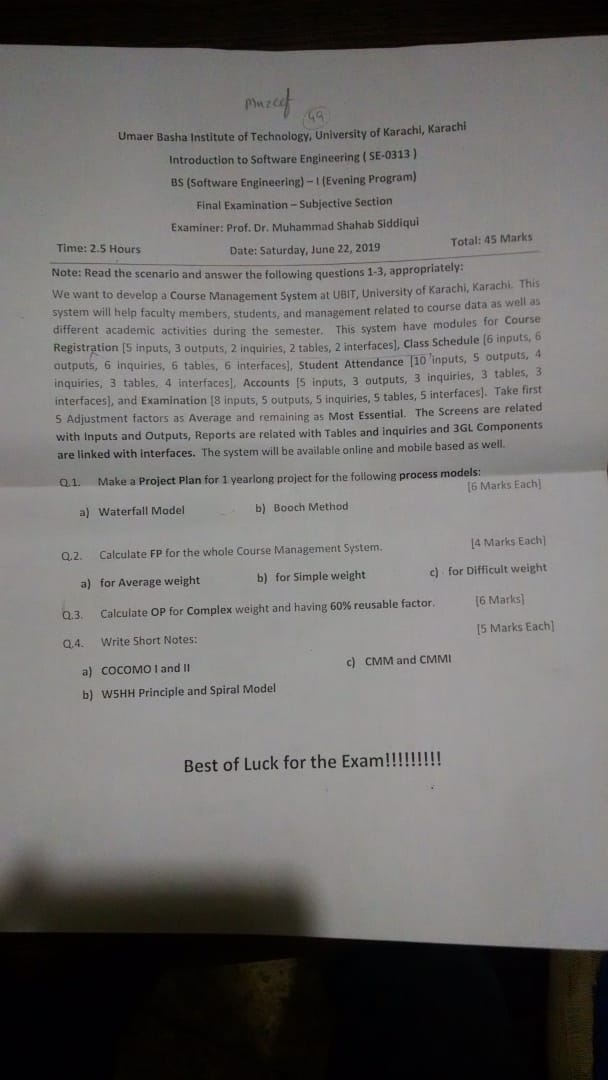 muzeef
49
Umaer Basha Institute of Technology, University of Karachi, Karachi
Introduction to Software Engineering ( SE-0313 )
BS (Software Engineering) – I (Evening Program)
Final Examination – Subjective Section
Examiner: Prof. Dr. Muhammad Shahab Siddiqui
Time: 2.5 Hours Date: Saturday, June 22, 2019 Total: 45 Marks
Note: Read the scenario and answer the following questions 1-3, appropriately:
We want to develop a Course Management System at UBIT, University of Karachi, Karachi. This
system will help faculty members, students, and management related to course data as well as
different academic activities during the semester. This system have modules for Course
Registration [5 inputs, 3 outputs, 2 inquiries, 2 tables, 2 interfaces], Class Schedule [6 inputs, 6
outputs, 6 inquiries, 6 tables, 6 interfaces], Student Attendance [10 inputs, 5 outputs, 4
inquiries, 3 tables, 4 interfaces], Accounts [5 inputs, 3 outputs, 3 inquiries, 3 tables, 3
interfaces], and Examination [8 inputs, 5 outputs, 5 inquiries, 5 tables, 5 interfaces]. Take first
5 Adjustment factors as Average and remaining as Most Essential. The Screens are related
with Inputs and Outputs, Reports are related with Tables and inquiries and 3GL Components
are linked with interfaces. The system will be available online and mobile based as well.
Q.1. Make a Project Plan for 1 yearlong project for the following process models:
[6 Marks Each]
a) Waterfall Model b) Booch Method
Q.2. Calculate FP for the whole Course Management System. [4 Marks Each]
a) for Average weight b) for Simple weight c) for Difficult weight
Q.3. Calculate OP for Complex weight and having 60% reusable factor. [6 Marks]
Q.4. Write Short Notes: [5 Marks Each]
a) COCOMO I and II c) CMM and CMMI
b) W5HH Principle and Spiral Model
Best of Luck for the Exam!!!!!!!!!